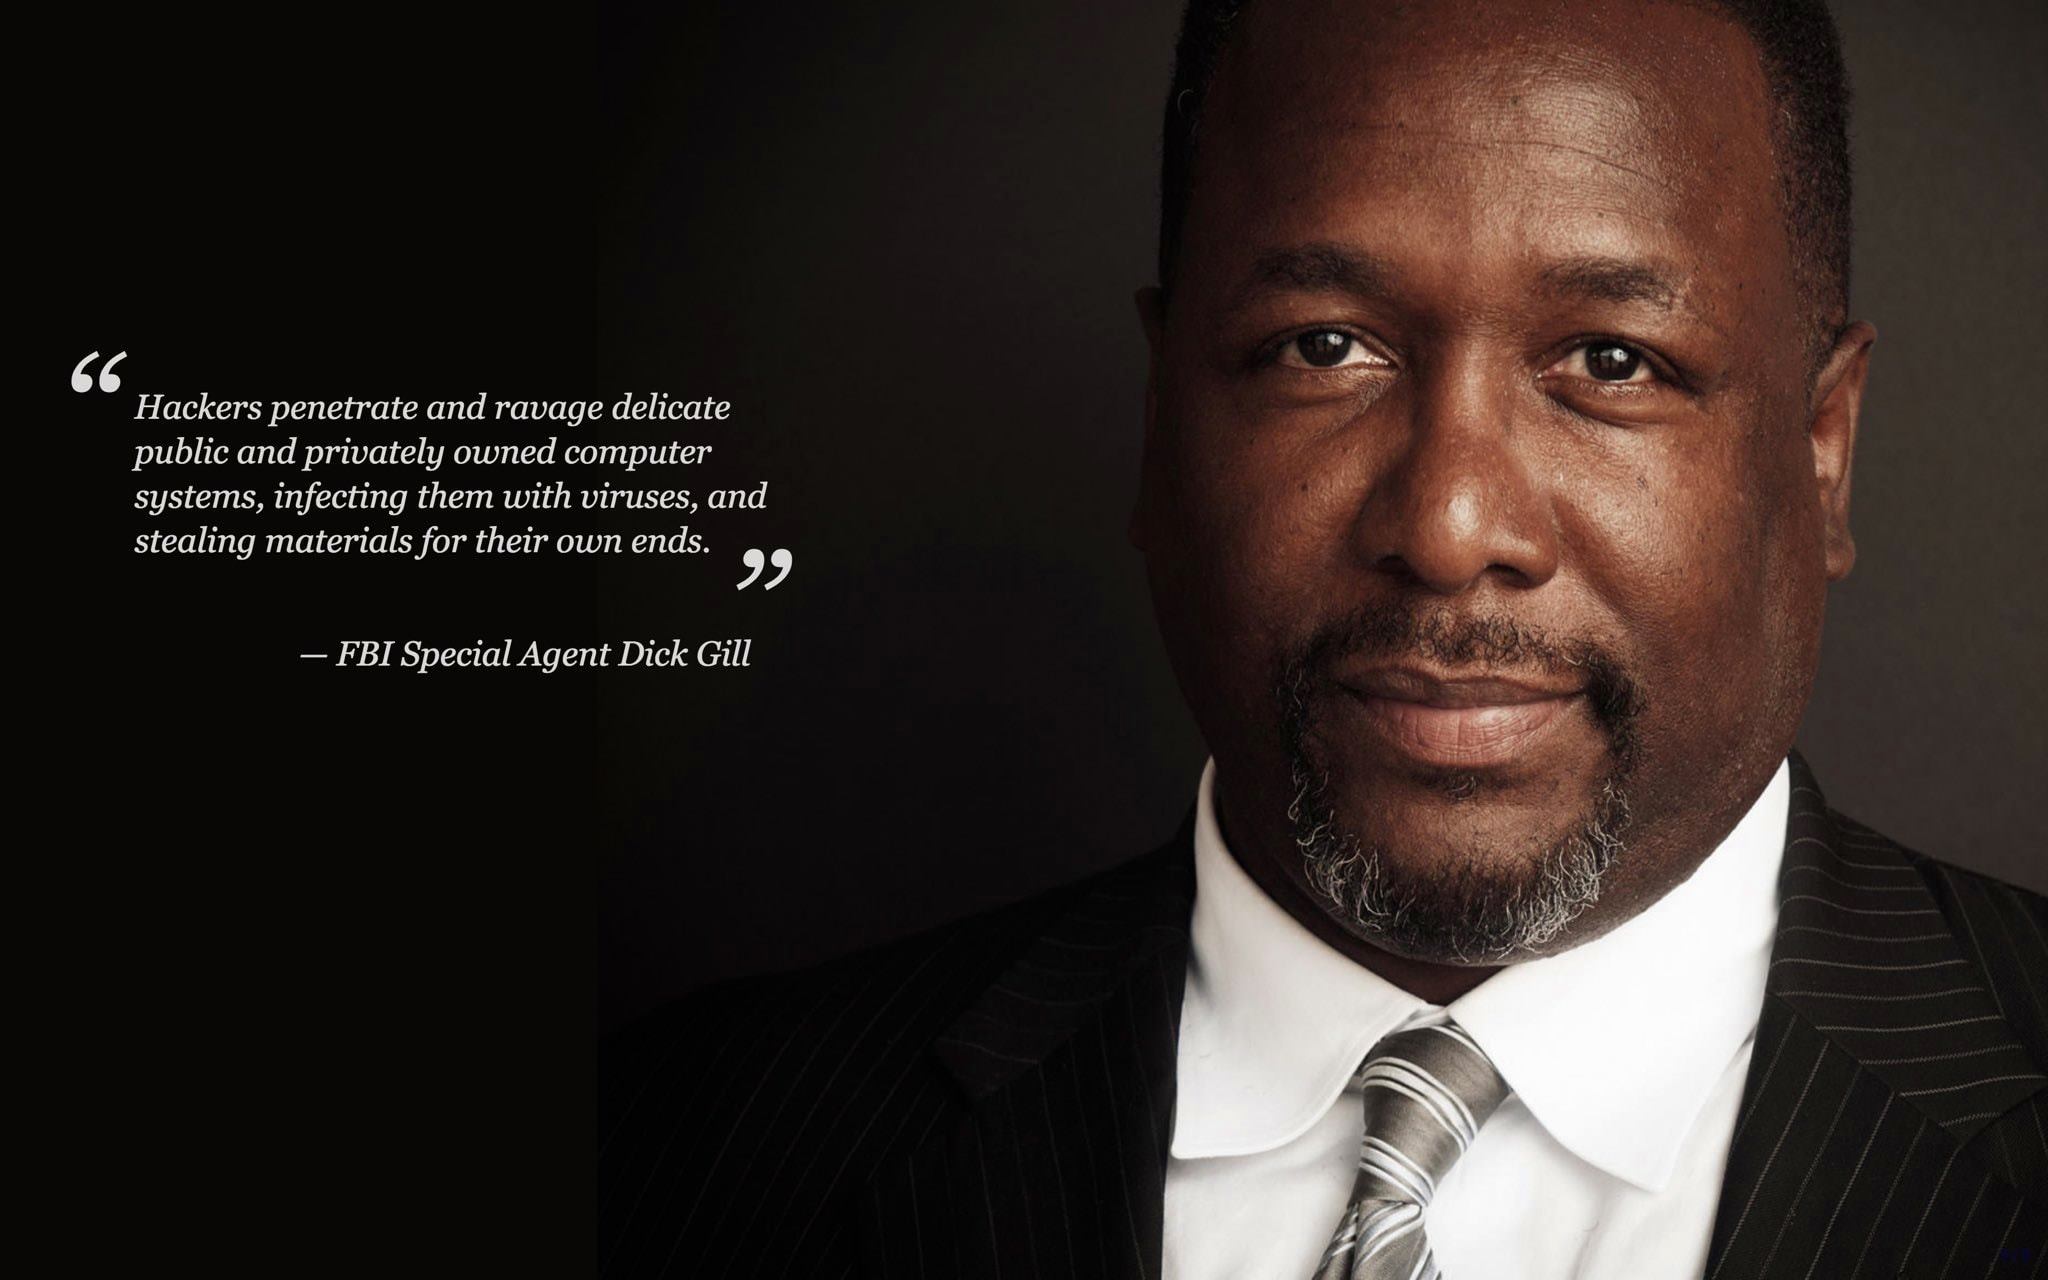 “Hackers penetrate and ravage delicate
public and privately owned computer
systems, infecting them with viruses, and
stealing materials for their own ends.”
— FBI Special Agent Dick Gill